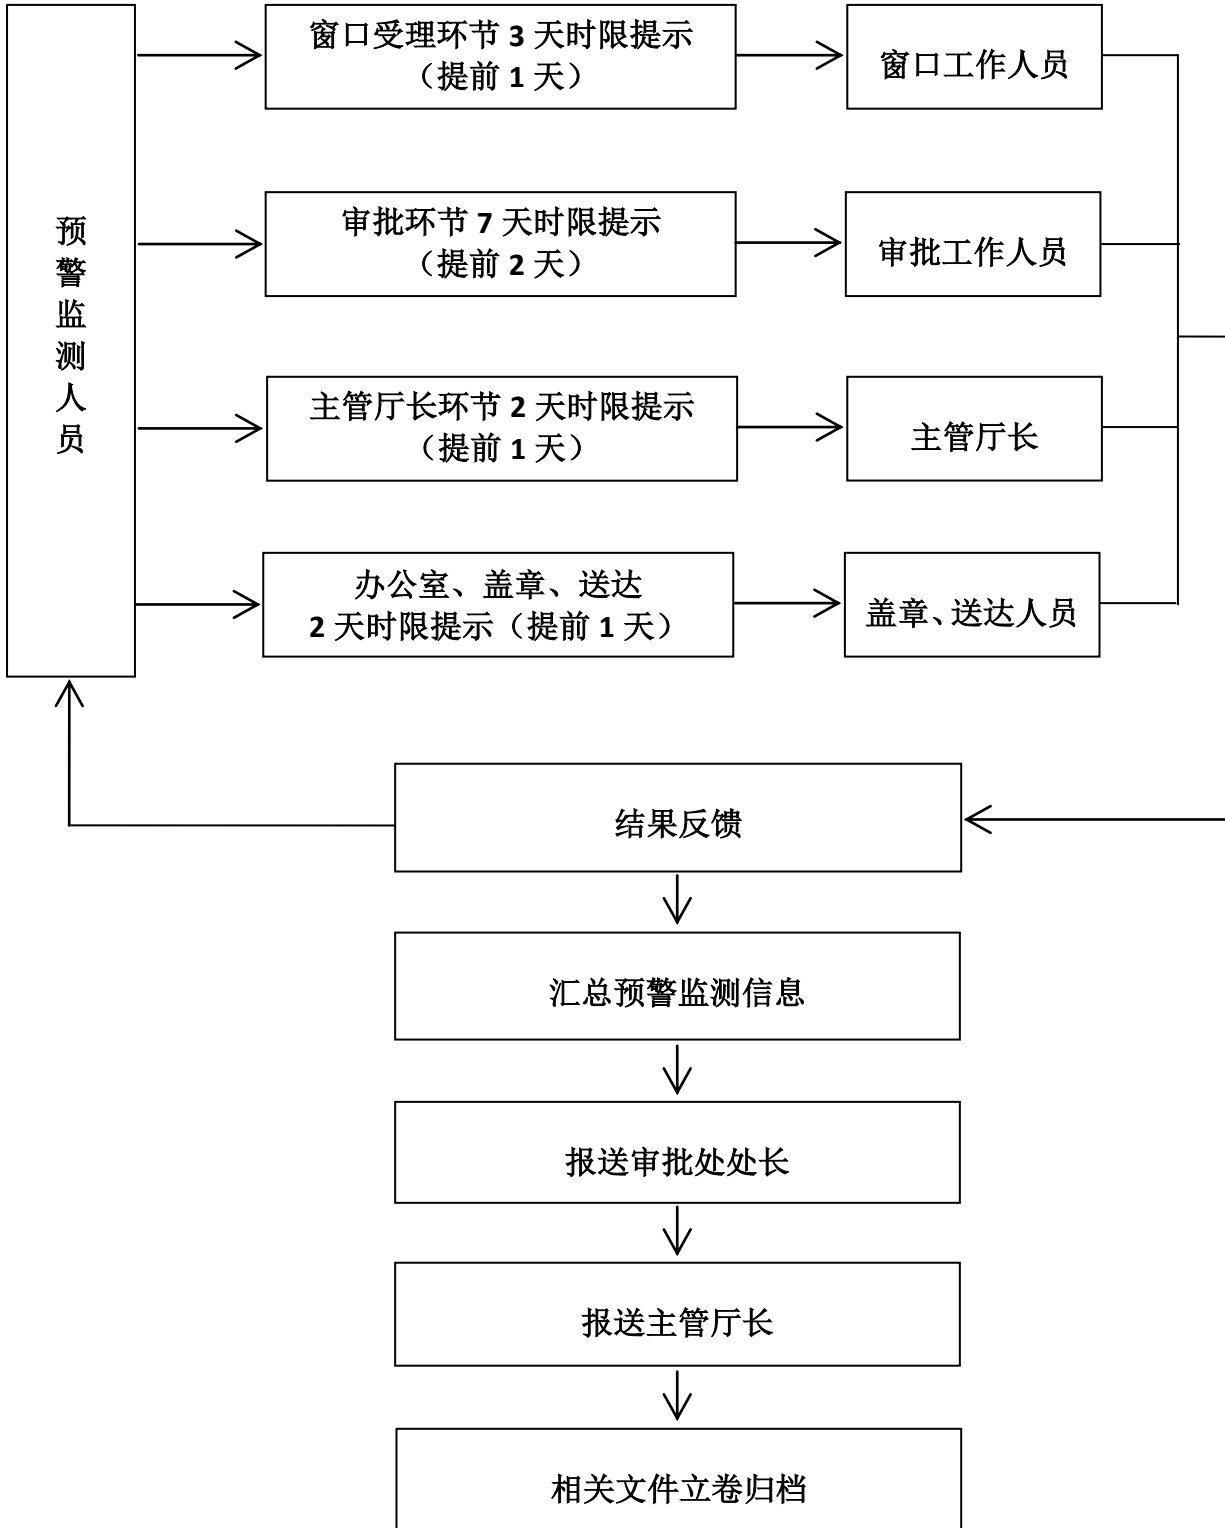 预警监测人员
窗口受理环节 3 天时限提示
（提前 1 天）
窗口工作人员
审批环节 7 天时限提示
（提前 2 天）
审批工作人员
主管厅长环节 2 天时限提示
（提前 1 天）
主管厅长
办公室、盖章、送达
2 天时限提示（提前 1 天）
盖章、送达人员
结果反馈
汇总预警监测信息
报送审批处处长
报送主管厅长
相关文件立卷归档